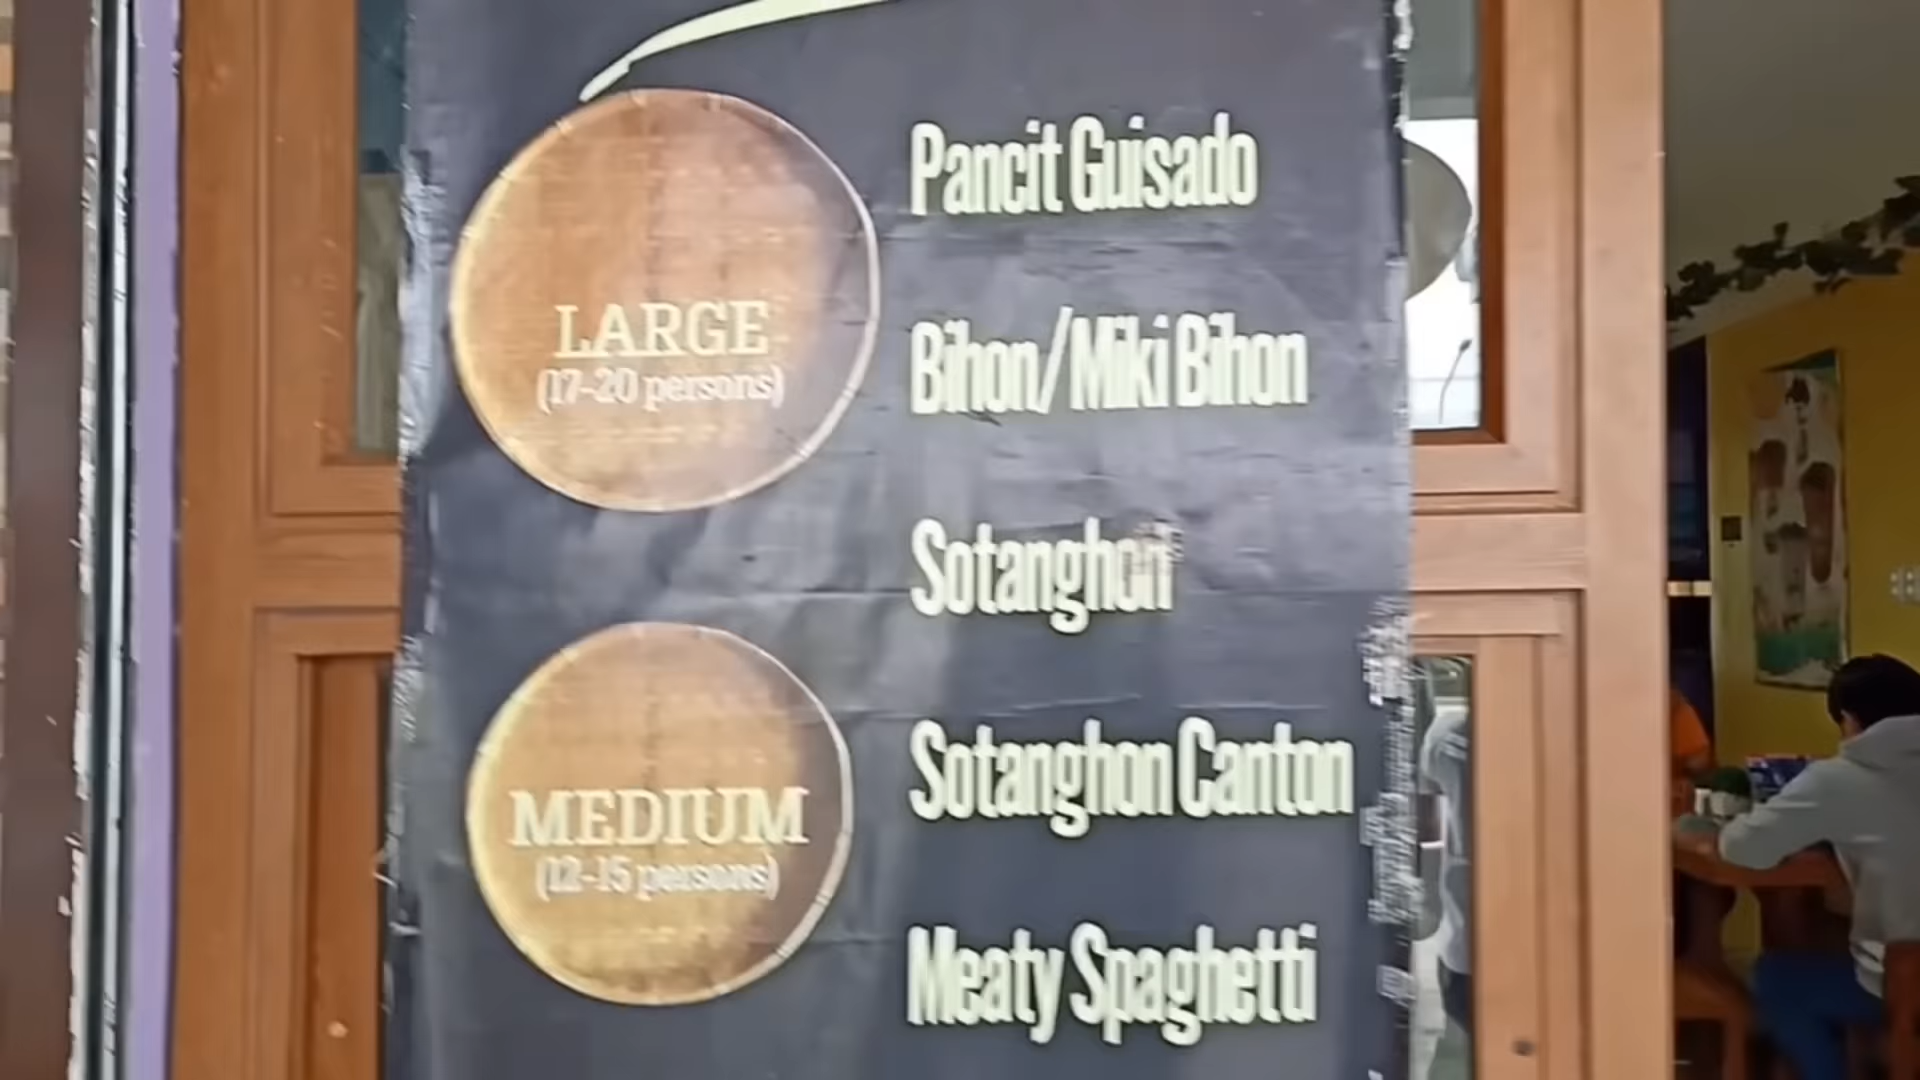 LARGE
(17-20 persons)
MEDIUM
(12-15 persons)
Pancit Guisado
Bihon/Miki Bihon
Sotanghon
Sotanghon Canton
Meaty Spaghetti